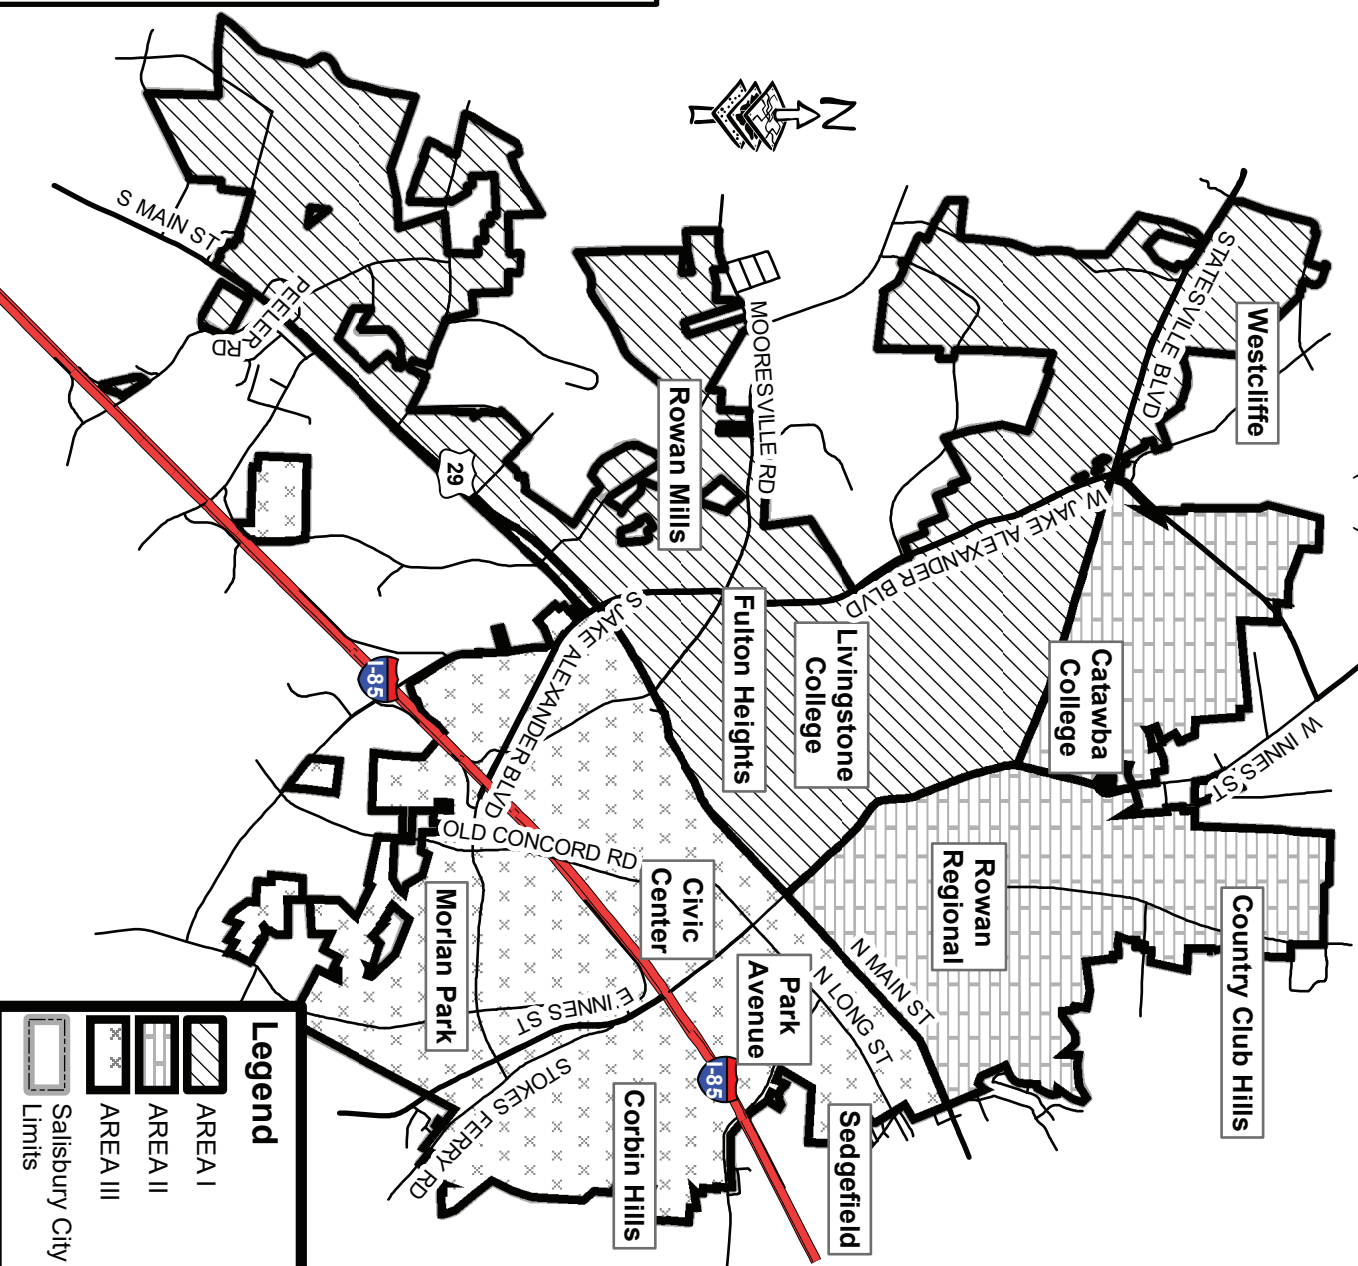 N
S MAIN ST
PEELER
RD
29
Rowan Mills
MOORESVILLE RD
STATESVILLE BLVD
Westcliffe
W JAKE ALEXANDER BLVD
S JAKE ALEXANDER BLVD
Fulton Heights
Livingstone
College
Catawba
College
W INNES ST
I-85
OLD CONCORD RD
Civic
Center
Rowan
Regional
Country Club Hills
Morlan Park
E INNES ST
Park
Avenue
N MAIN ST
N LONG ST
I-85
STOKES FERRY RD
Corbin Hills
Sedgefield
Legend
AREA I
AREA II
AREA III
Salisbury City
Limits